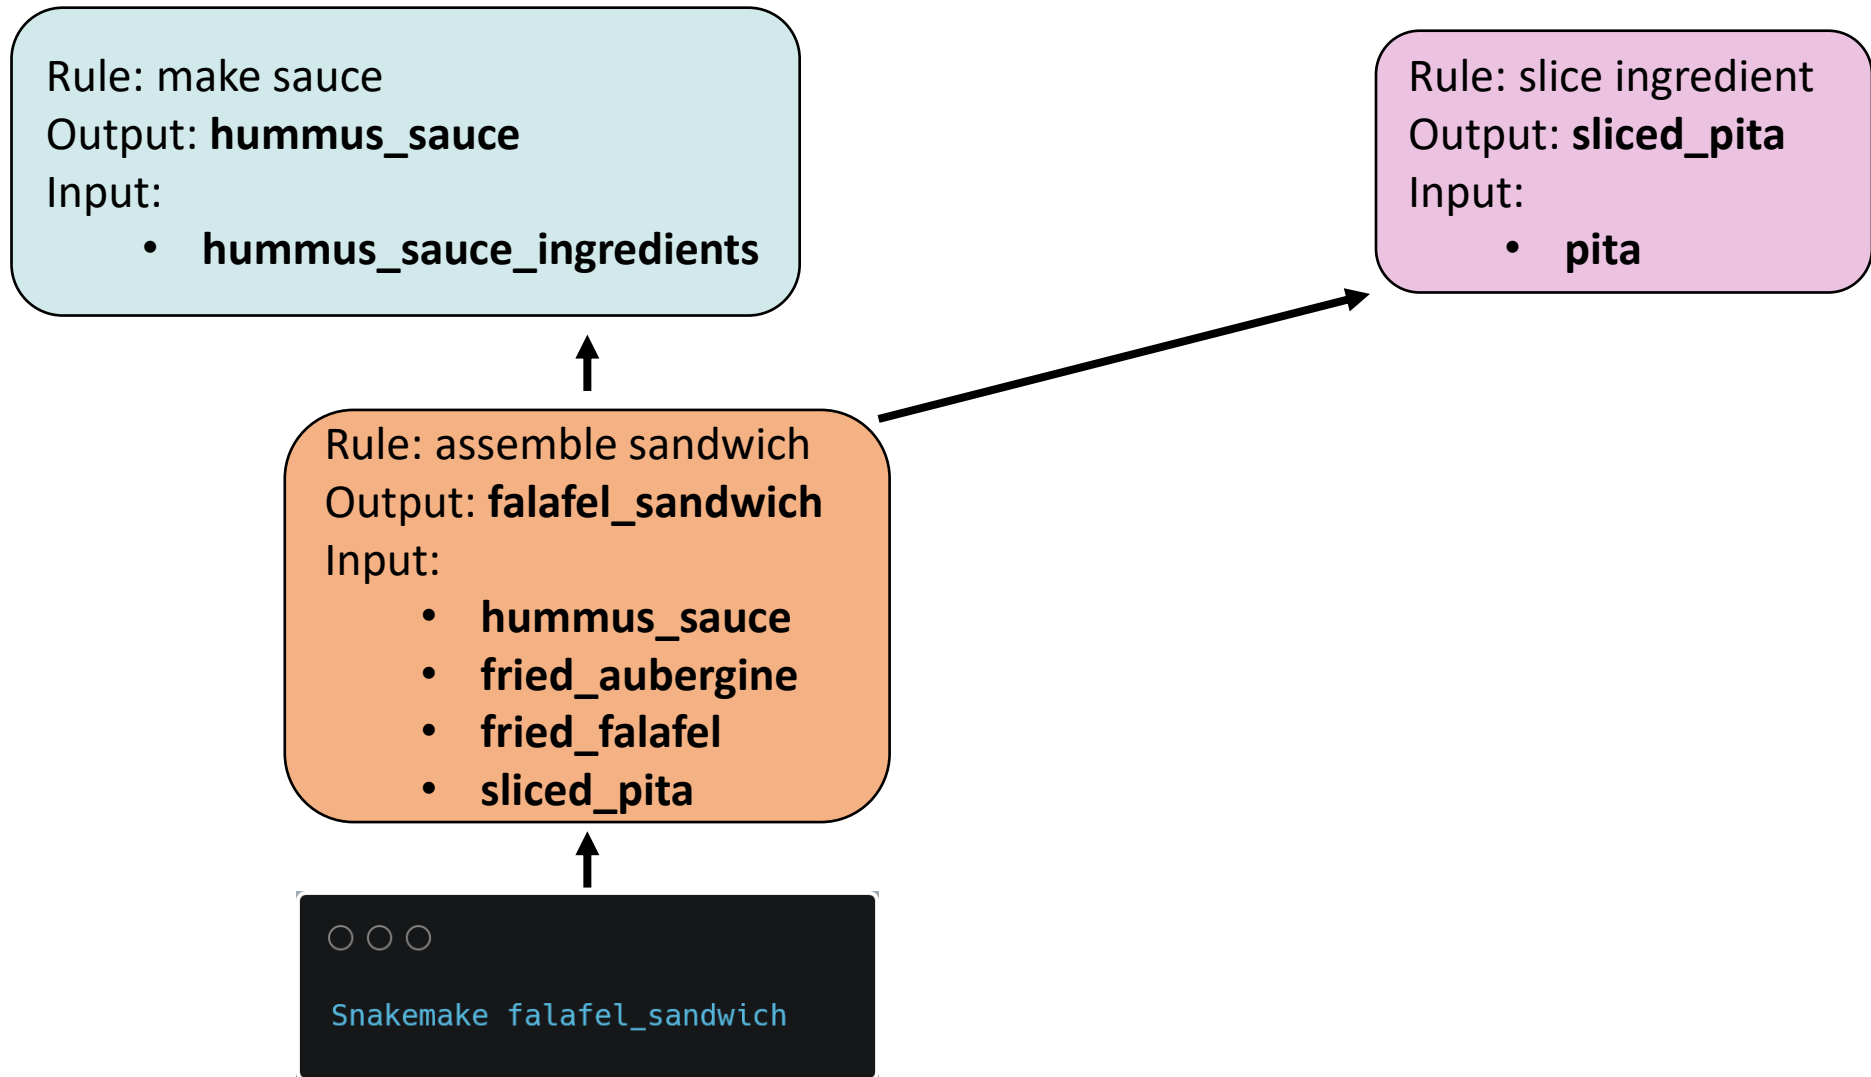 Rule: make sauce
Output: hummus_sauce
Input:
• hummus_sauce_ingredients
Rule: slice ingredient
Output: sliced_pita
Input:
• pita
Rule: assemble sandwich
Output: falafel_sandwich
Input:
• hummus_sauce
• fried_aubergine
• fried_falafel
• sliced_pita
Snakemake falafel_sandwich